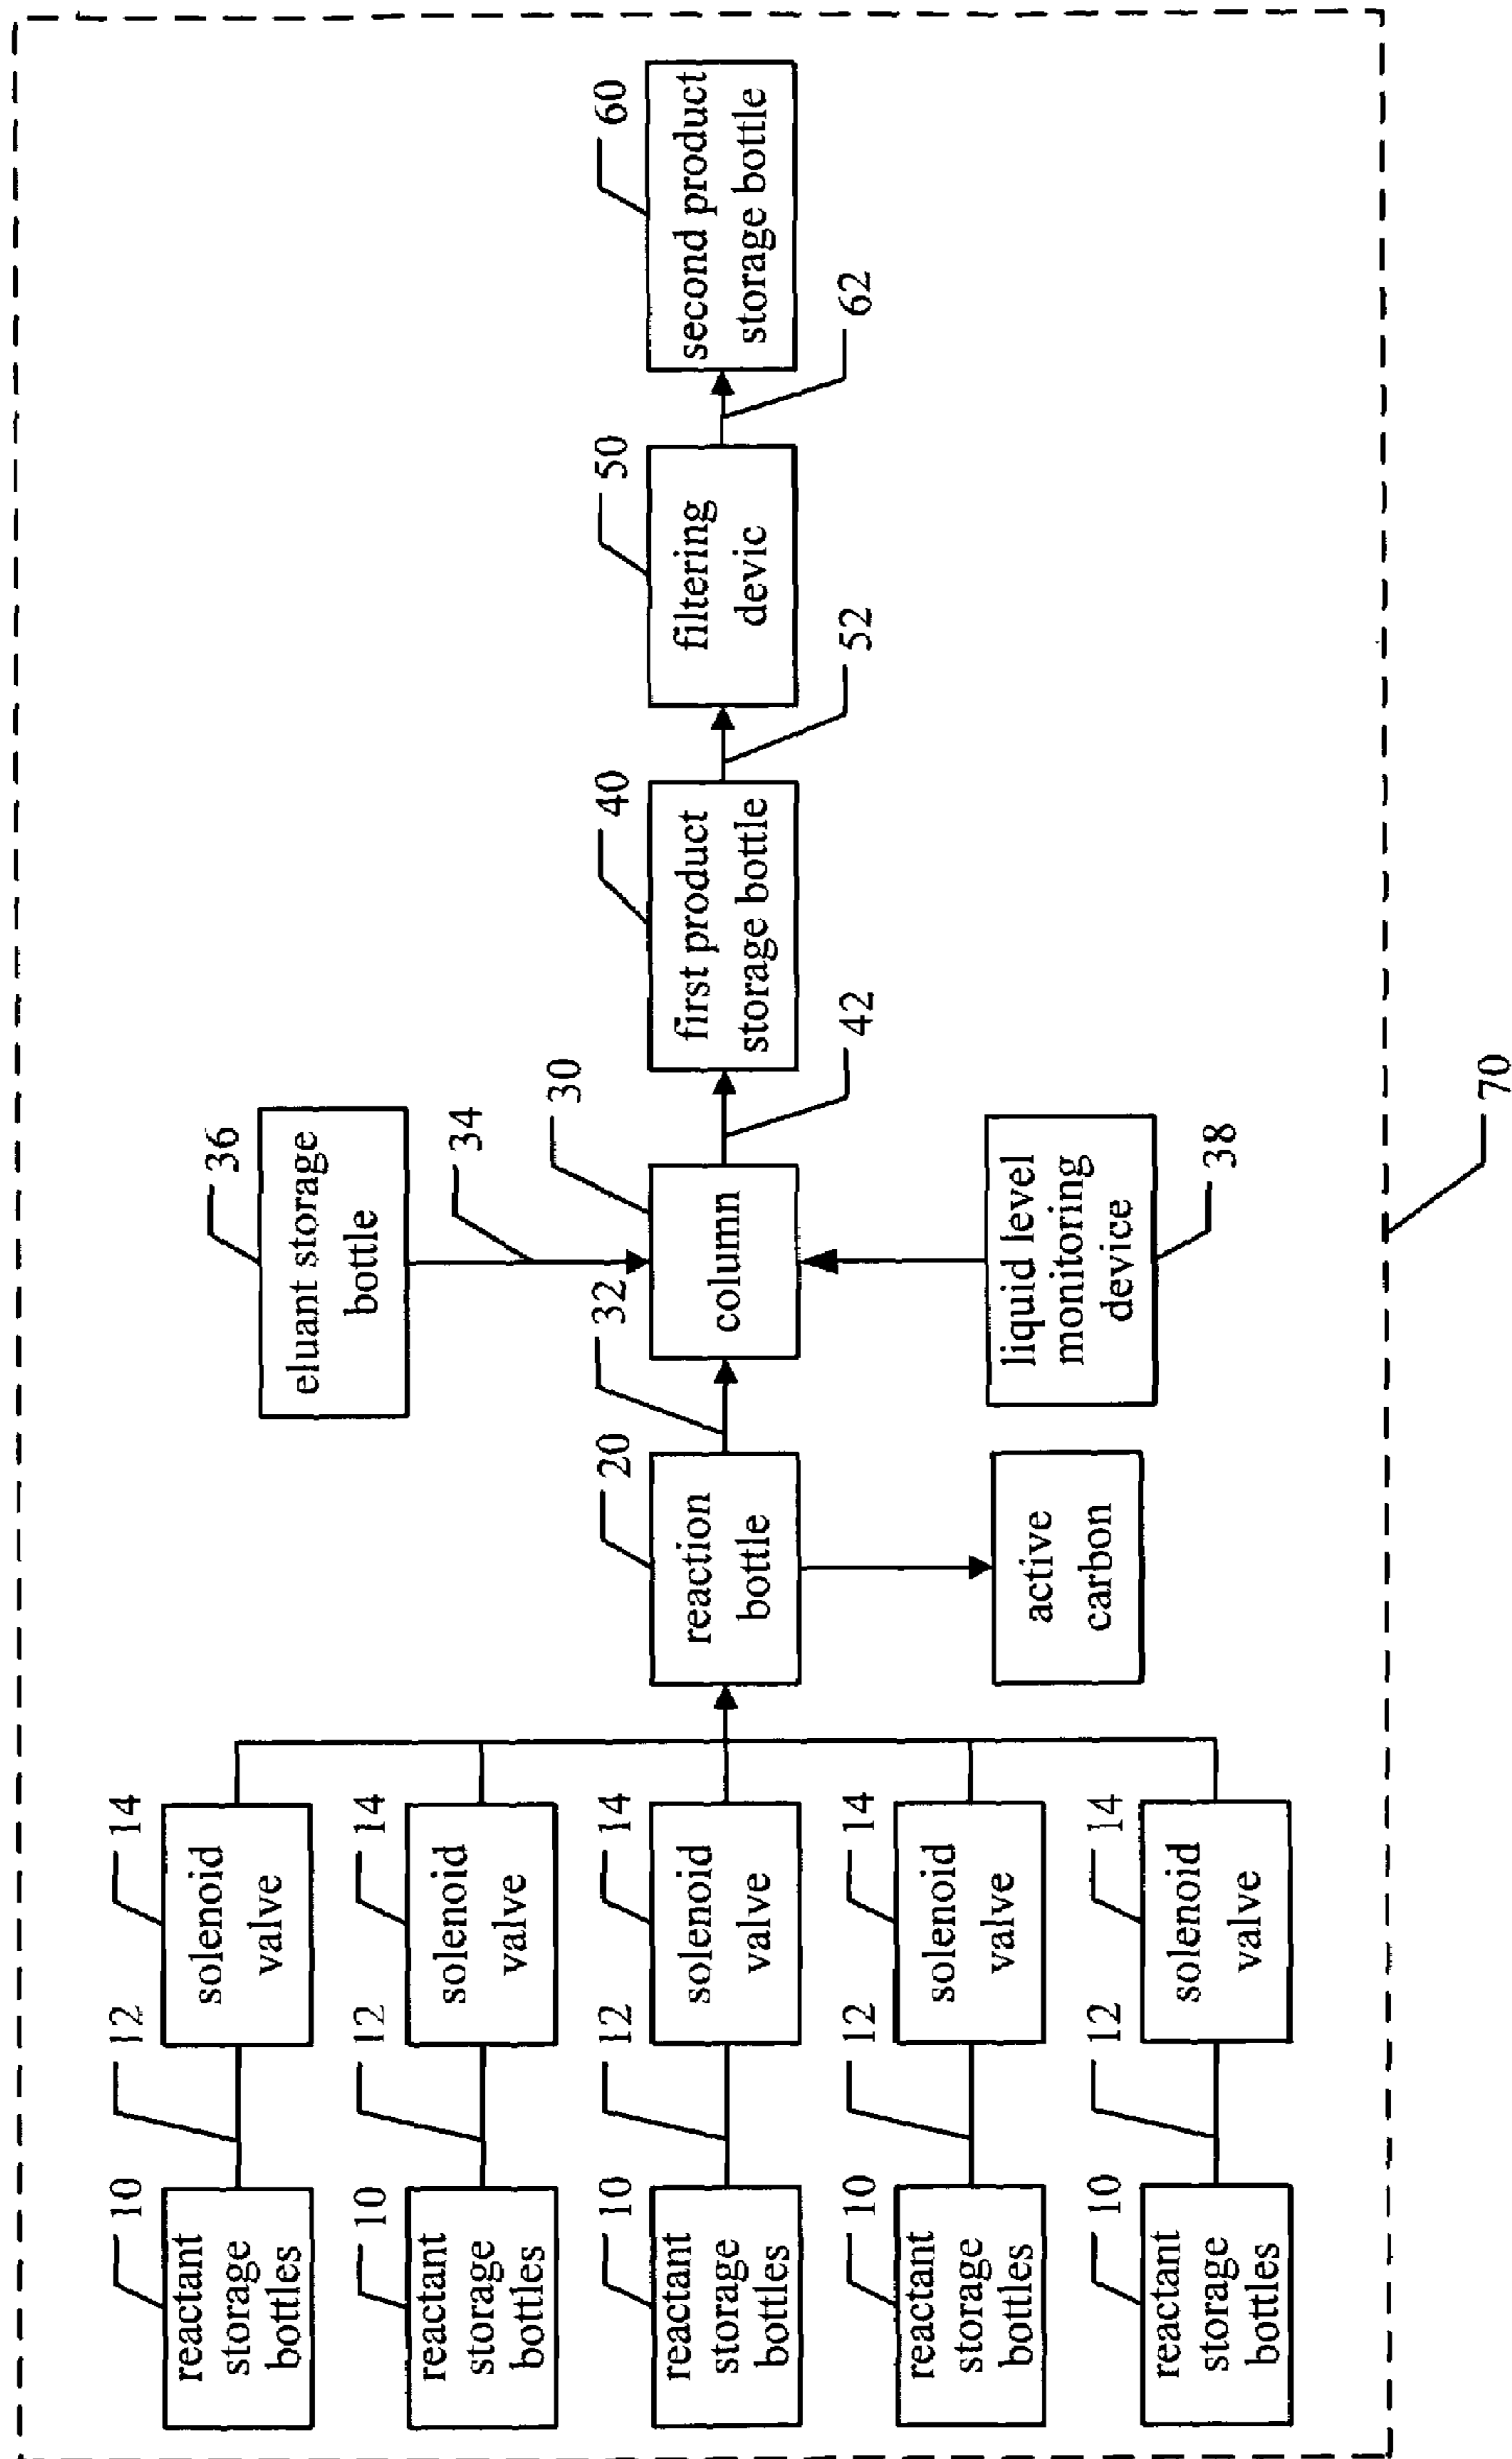 10
reactant
storage
bottles
12
14
solenoid
valve
10
reactant
storage
bottles
12
14
solenoid
valve
10
reactant
storage
bottles
12
14
solenoid
valve
10
reactant
storage
bottles
12
14
solenoid
valve
10
reactant
storage
bottles
12
14
solenoid
valve
20
reaction
bottle
active
carbon
32
36
eluant storage
bottle
34
30
column
liquid level
monitoring
device
38
42
40
first product
storage bottle
52
50
filtering
devic
62
60
second product
storage bottle
70